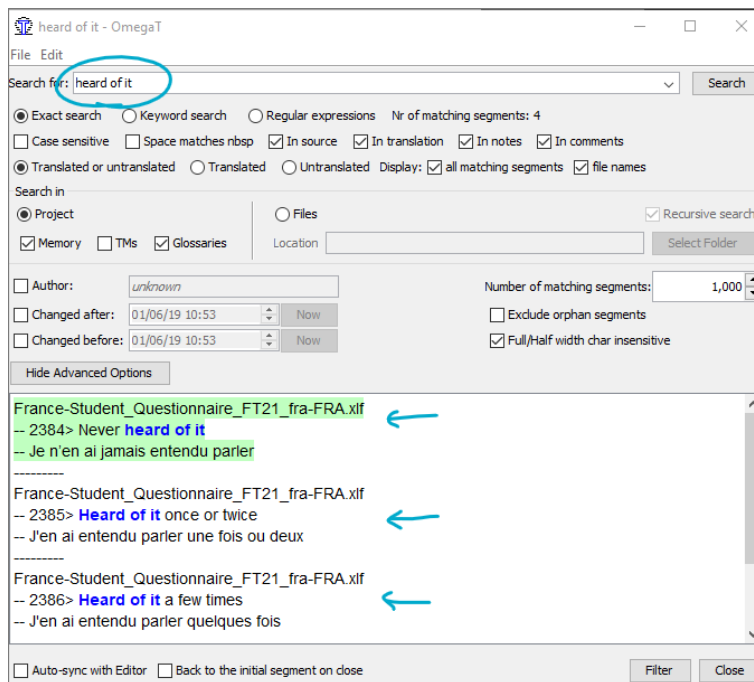 heard of it - OmegaT
File Edit
Search for: heard of it Search
Exact search Keyword search Regular expressions Nr of matching segments: 4
Case sensitive Space matches nbsp In source In translation In notes In comments
Translated or untranslated Translated Untranslated Display: all matching segments file names
Search in
Project Files Recursive search
Memory TMs Glossaries Location Select Folder
Author: unknown Number of matching segments: 1,000
Changed after: 01/06/19 10:53 Now Exclude orphan segments
Changed before: 01/06/19 10:53 Now Full/Half width char insensitive
Hide Advanced Options
France-Student_Questionnaire_FT21_fra-FRA.xlf
-- 2384> Never heard of it
-- Je n'en ai jamais entendu parler
---------
France-Student_Questionnaire_FT21_fra-FRA.xlf
-- 2385> Heard of it once or twice
-- J'en ai entendu parler une fois ou deux
---------
France-Student_Questionnaire_FT21_fra-FRA.xlf
-- 2386> Heard of it a few times
-- J'en ai entendu parler quelques fois
Auto-sync with Editor Back to the initial segment on close Filter Close